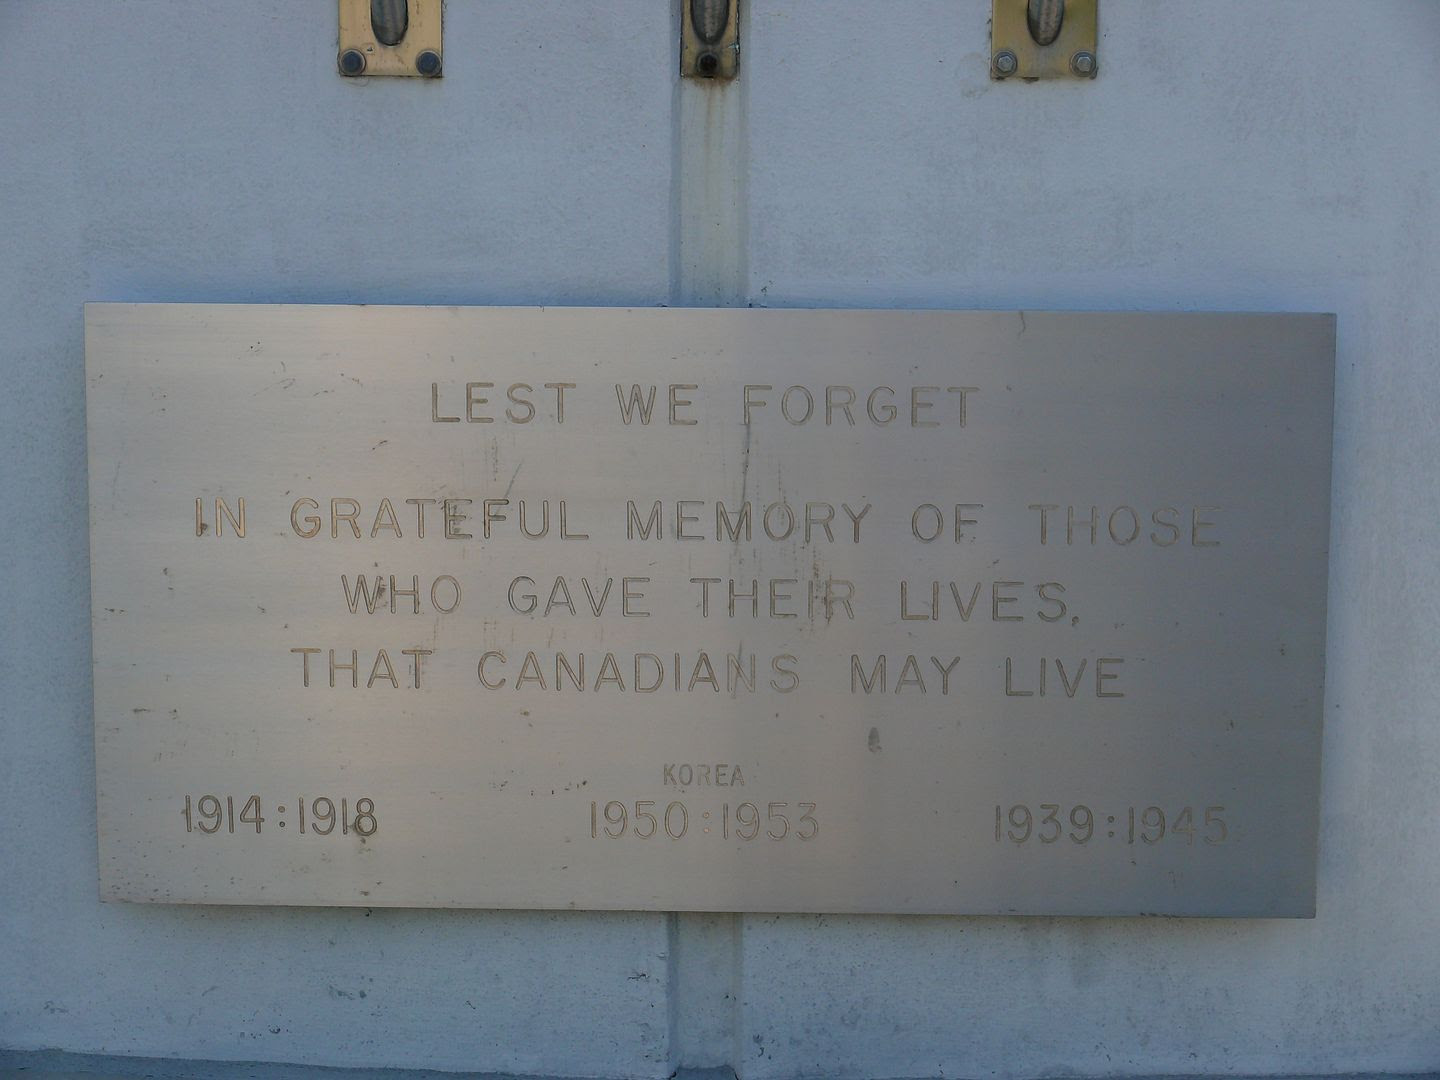 LEST WE FORGET
IN GRATEFUL MEMORY OF THOSE
WHO GAVE THEIR LIVES,
THAT CANADIANS MAY LIVE
KOREA
1914:1918 1950:1953 1939:1945